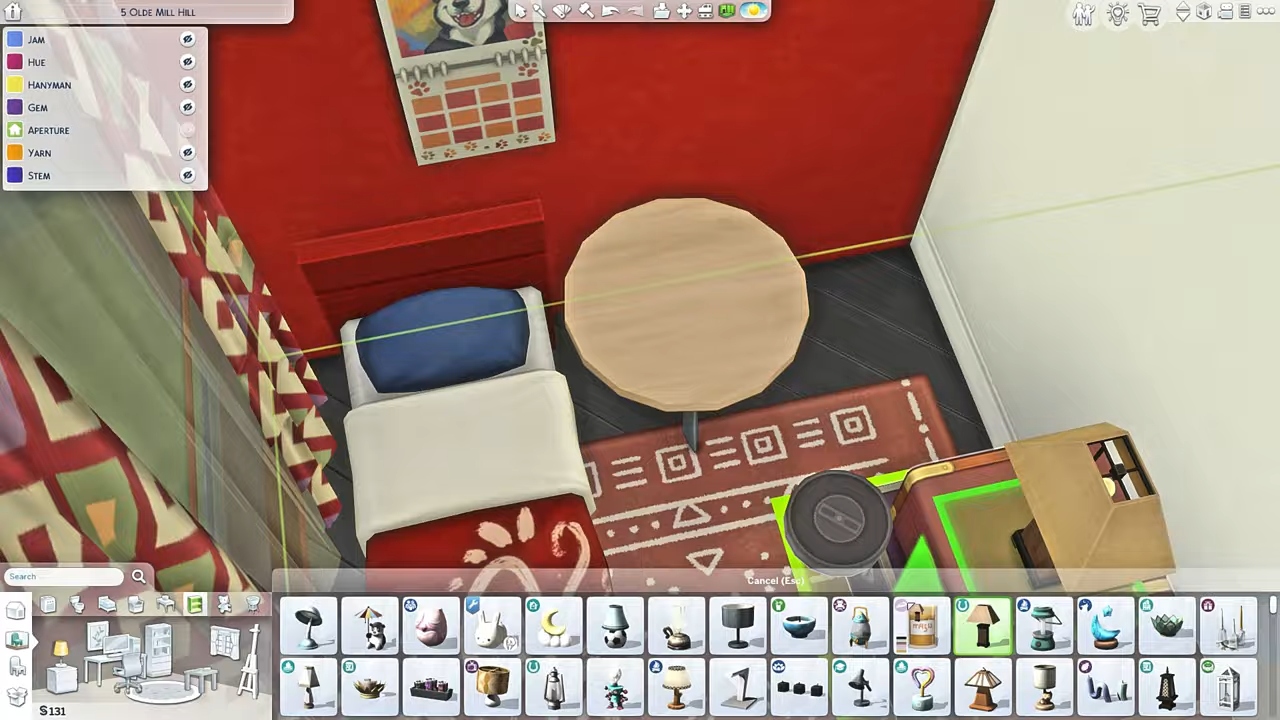 5 Olde Mill Hill
Jam
Hue
Hanyman
Gem
Aperture
Yarn
Stem
Cancel (Esc)
Search
$131